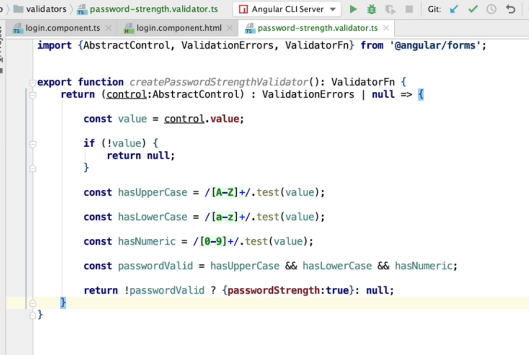 validators
password-strength.validator.ts
Angular CLI Server
Git:
login.component.ts
login.component.html
password-strength.validator.ts
import {AbstractControl, ValidationErrors, ValidatorFn} from '@angular/forms';
export function createPasswordStrengthValidator(): ValidatorFn {
return (control:AbstractControl) : ValidationErrors | null => {
const value = control.value;
if (!value) {
return null;
}
const hasUpperCase = /[A-Z]+/.test(value);
const hasLowerCase = /[a-z]+/.test(value);
const hasNumeric = /[0-9]+/.test(value);
const passwordValid = hasUpperCase && hasLowerCase && hasNumeric;
return !passwordValid ? {passwordStrength:true}: null;
}
}